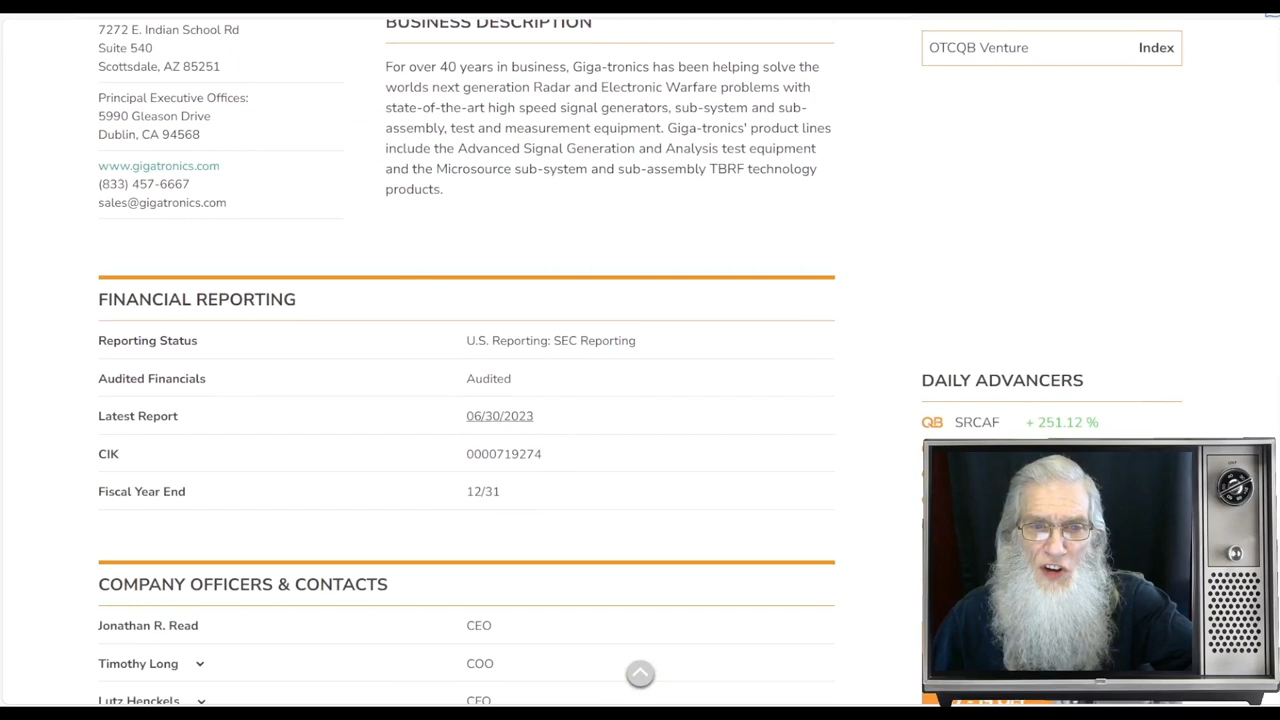 7272 E. Indian School Rd
Suite 540
Scottsdale, AZ 85251
Principal Executive Offices:
5990 Gleason Drive
Dublin, CA 94568
www.gigatronics.com
(833) 457-6667
sales@gigatronics.com
BUSINESS DESCRIPTION
For over 40 years in business, Giga-tronics has been helping solve the
worlds next generation Radar and Electronic Warfare problems with
state-of-the-art high speed signal generators, sub-system and sub-
assembly, test and measurement equipment. Giga-tronics' product lines
include the Advanced Signal Generation and Analysis test equipment
and the Microsource sub-system and sub-assembly TBRF technology
products.
OTCQB Venture Index
FINANCIAL REPORTING
Reporting Status U.S. Reporting: SEC Reporting
Audited Financials Audited
Latest Report 06/30/2023
CIK 0000719274
Fiscal Year End 12/31
COMPANY OFFICERS & CONTACTS
Jonathan R. Read CEO
Timothy Long COO
Lutz Henckels CFO
DAILY ADVANCERS
QB SRCAF + 251.12 %